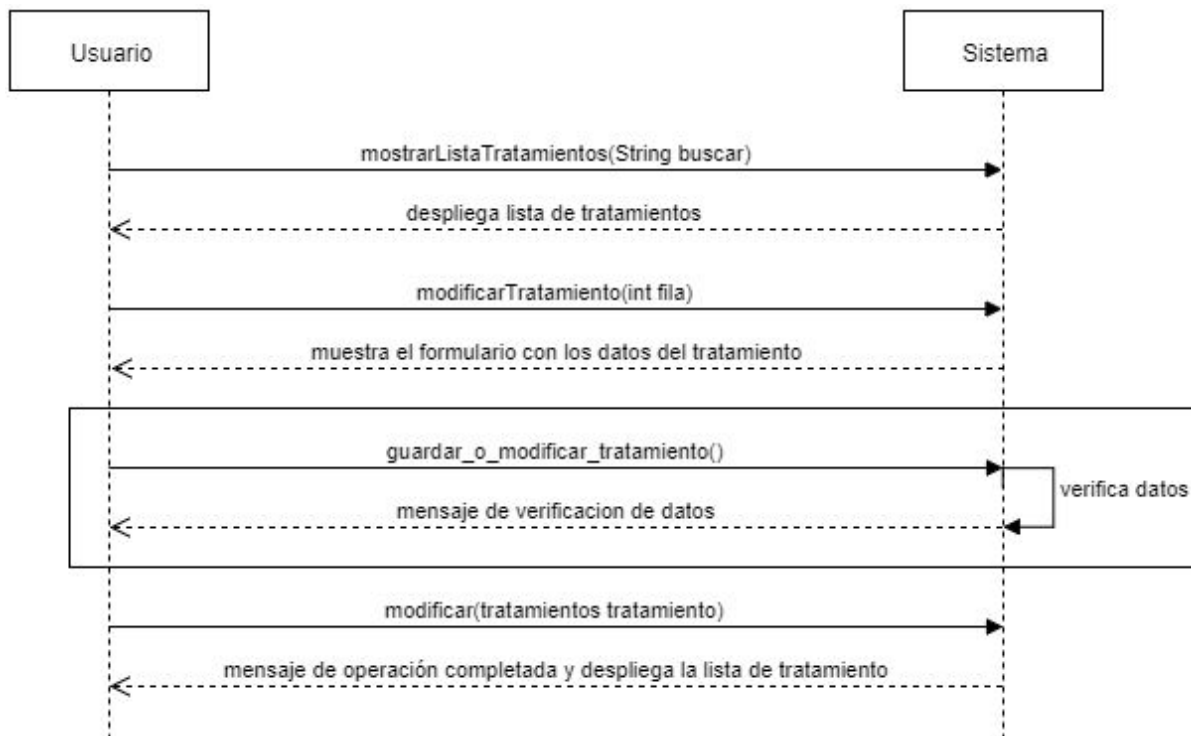 Usuario
Sistema
mostrarListaTratamientos(String buscar)
despliega lista de tratamientos
modificarTratamiento(int fila)
muestra el formulario con los datos del tratamiento
guardar_o_modificar_tratamiento()
verifica datos
mensaje de verificacion de datos
modificar(tratamientos tratamiento)
mensaje de operación completada y despliega la lista de tratamiento